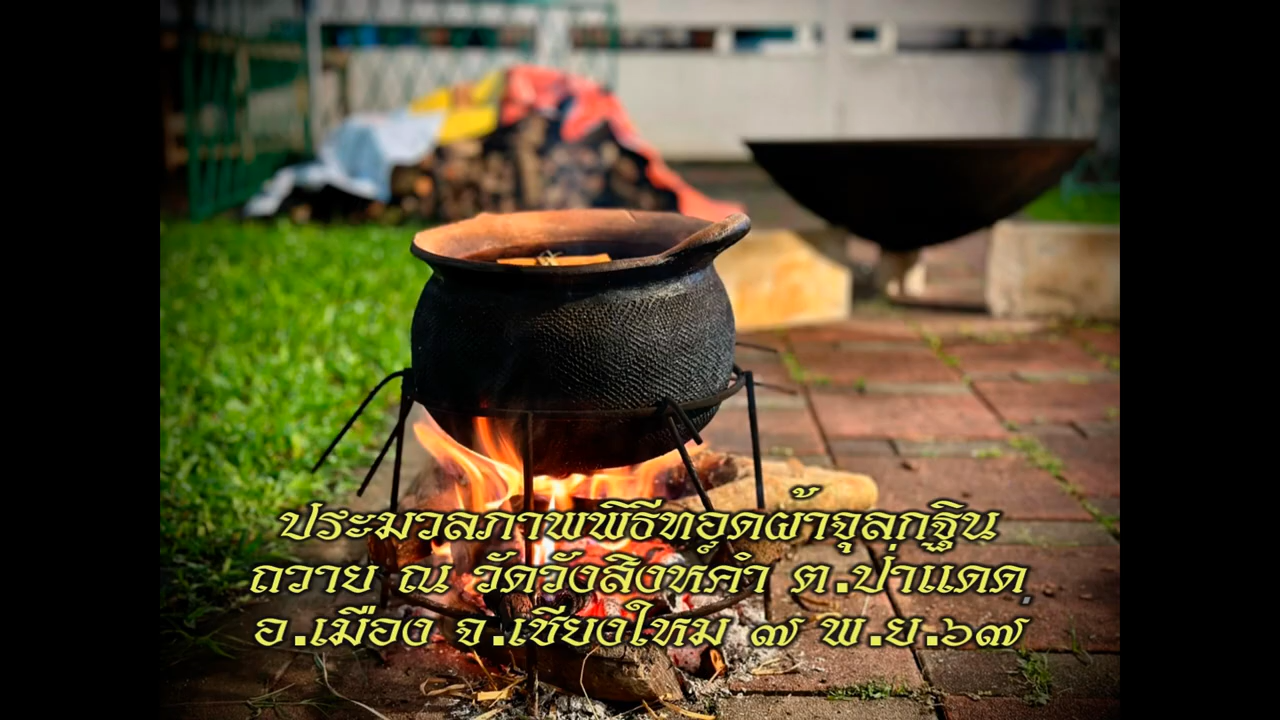 ประมวลภาพพิธีทอดผ้าจุลกฐิน
ถวาย ณ วัดวังสิงห์คำ ต.ป่าแดด
อ.เมือง จ.เชียงใหม่ ๗ พ.ย.๖๗